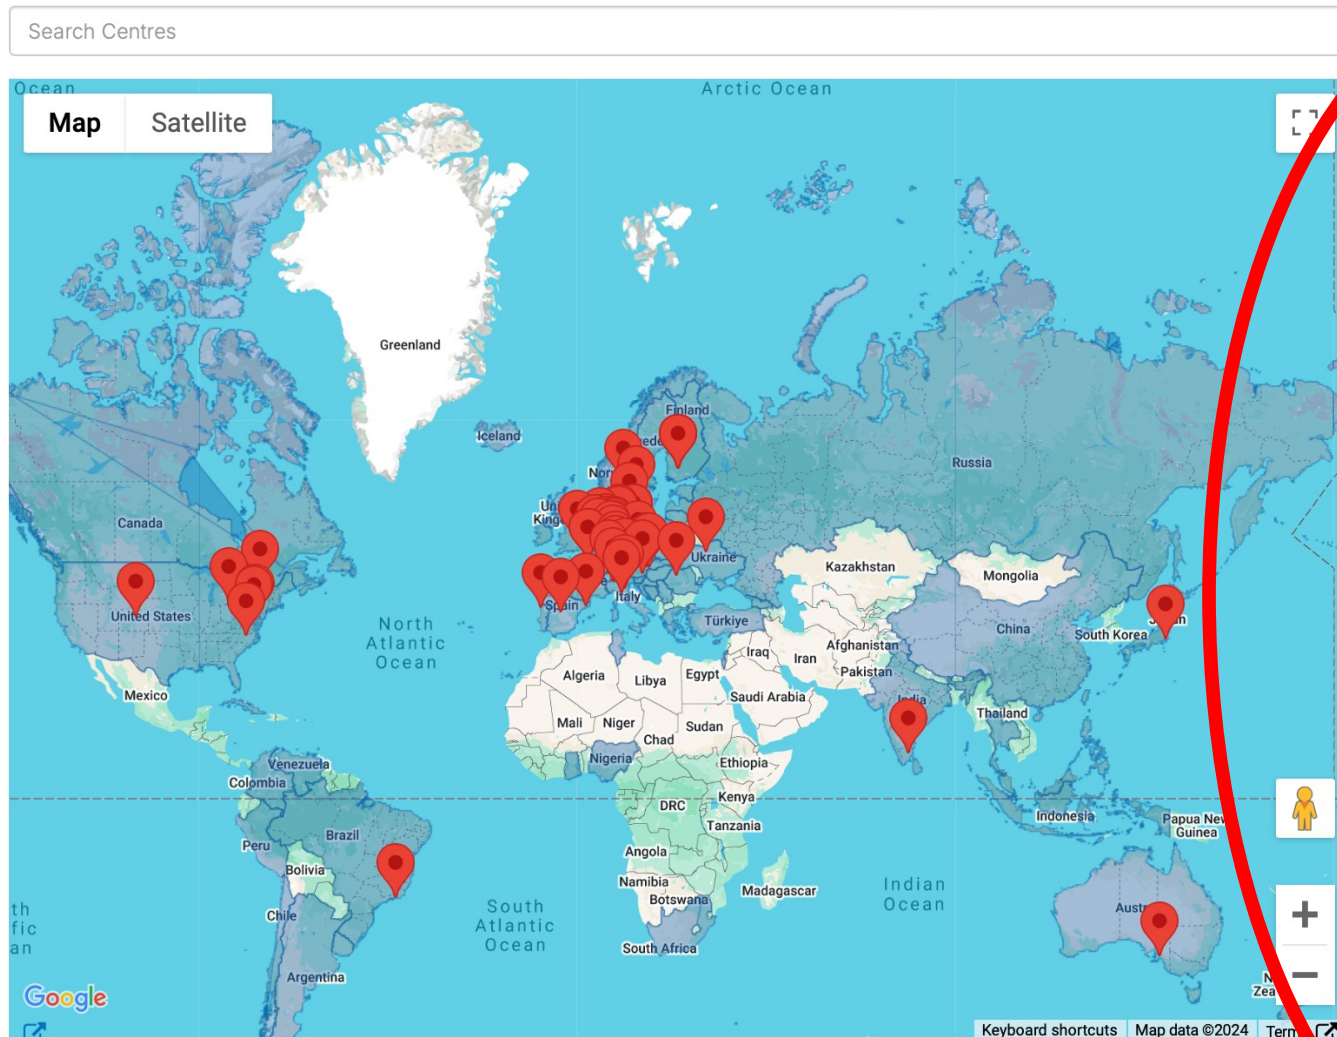 Search Centres
Ocean
Arctic Ocean
Map
Satellite
Greenland
Iceland
Finland
Russia
Canada
Ukraine
Kazakhstan
Mongolia
United States
Spain
Italy
Türkiye
China
South Korea
North
Atlantic
Ocean
Iraq
Iran
Afghanistan
Pakistan
Algeria
Libya
Egypt
Saudi Arabia
India
Mexico
Mali
Niger
Chad
Sudan
Thailand
Venezuela
Colombia
Nigeria
Ethiopia
DRC
Kenya
Tanzania
Indonesia
Papua New
Guinea
Brazil
Peru
Bolivia
Angola
Namibia
Botswana
Madagascar
Indian
Ocean
Chile
South
Atlantic
Ocean
South Africa
Argentina
Google
Keyboard shortcuts
Map data ©2024